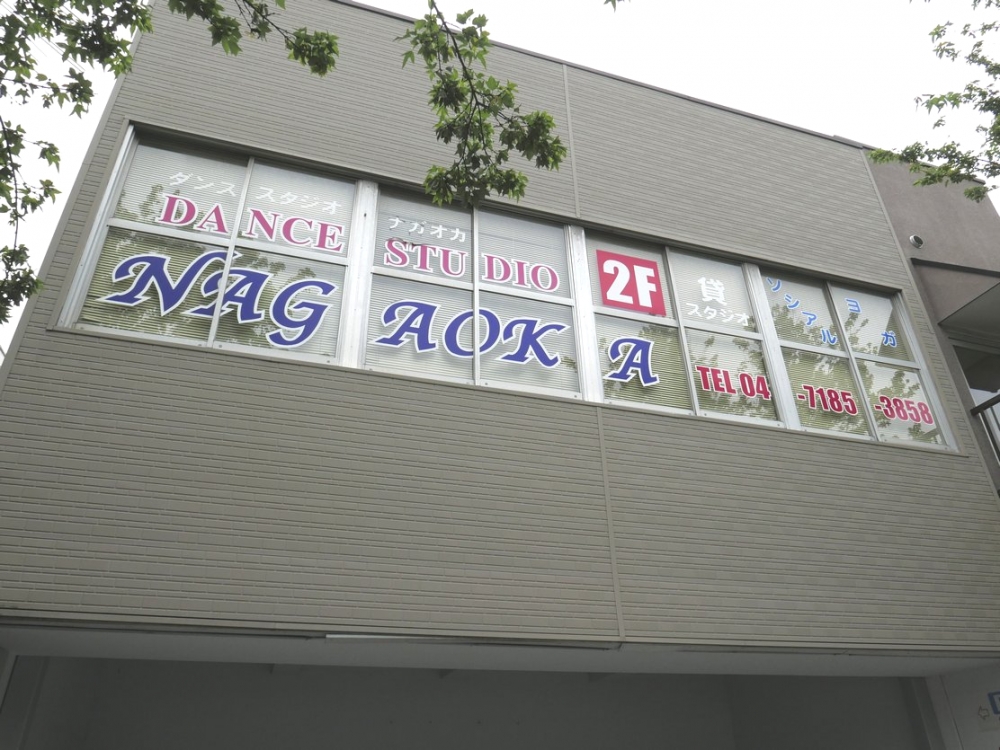 ダンス スタジオ ナガオカ
DANCE STUDIO
NAGAOKA
2F
貸
スタジオ
ソシアル
ヨガ
TEL 04-7185-3858